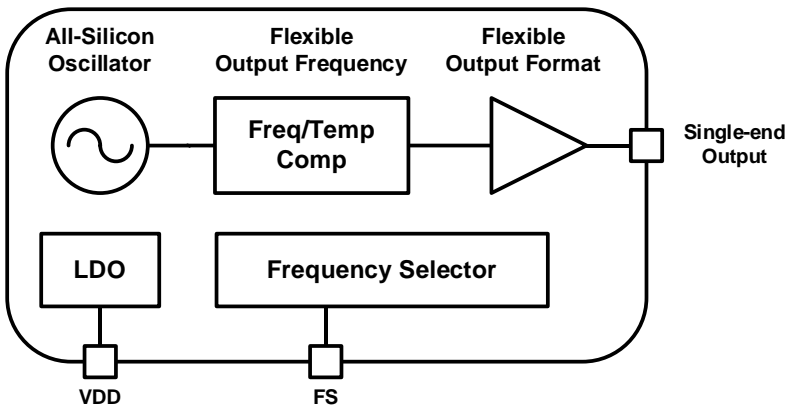 All-Silicon
Oscillator
Flexible
Output Frequency
Flexible
Output Format
Freq/Temp
Comp
Single-end
Output
LDO
Frequency Selector
VDD
FS